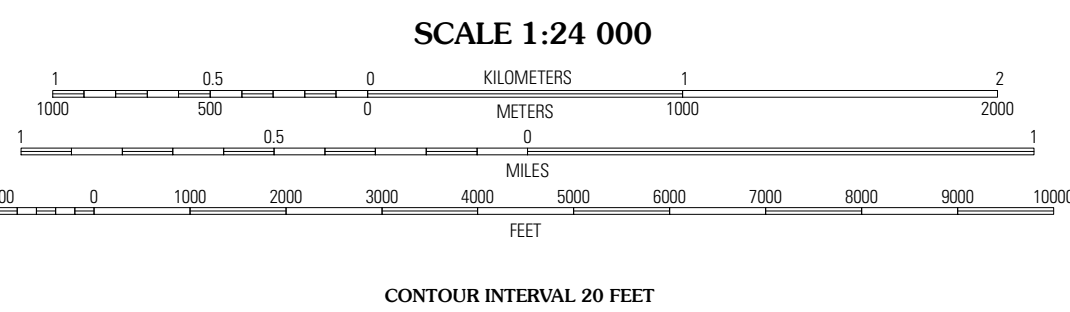 SCALE 1:24 000
1 0.5 0 KILOMETERS 1 2
1000 500 0 METERS 1000 2000
1 0.5 0 1
MILES
0 1000 2000 3000 4000 5000 6000 7000 8000 9000 10000
FEET
CONTOUR INTERVAL 20 FEET